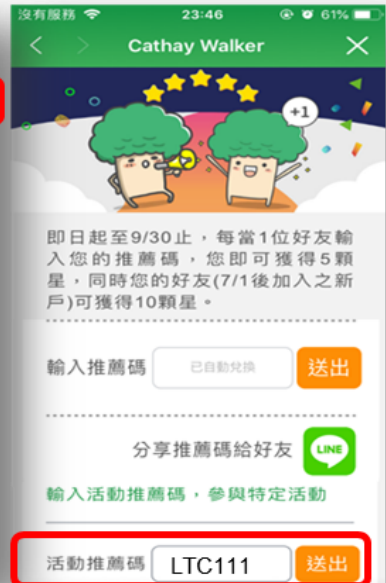 沒有服務 23:46 61%
Cathay Walker
+1
即日起至9/30止，每當1位好友輸
入您的推薦碼，您即可獲得5顆
星，同時您的好友(7/1後加入之新
戶)可獲得10顆星。
輸入推薦碼 已自動兌換 送出
分享推薦碼給好友 LINE
輸入活動推薦碼，參與特定活動
活動推薦碼 LTC111 送出